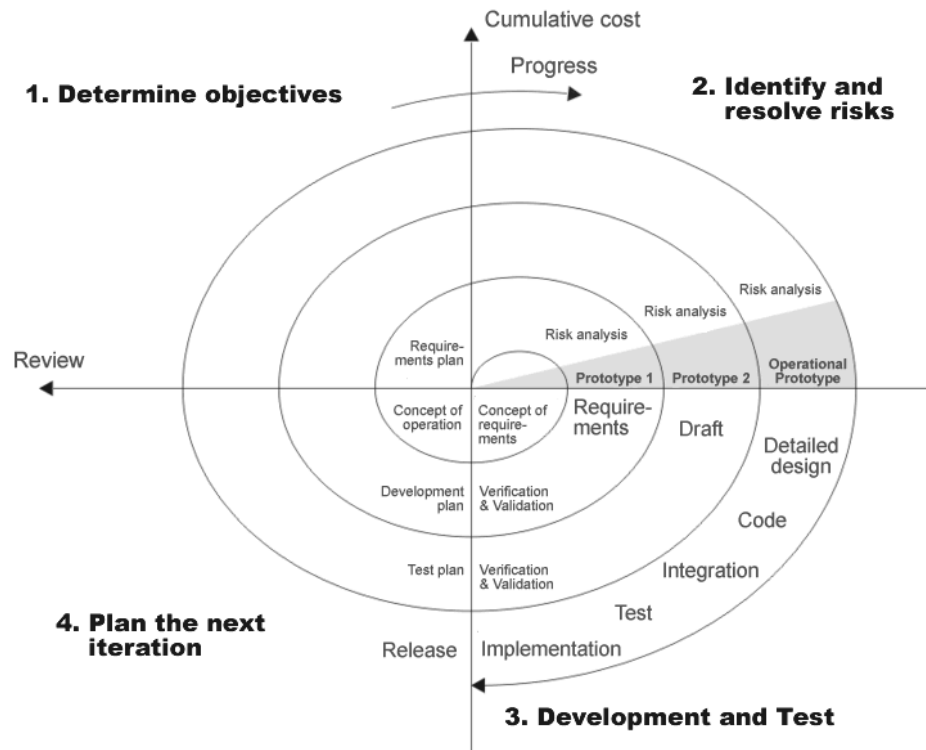 Cumulative cost
Progress
1. Determine objectives
2. Identify and
resolve risks
Risk analysis
Risk analysis
Risk analysis
Require-
ments plan
Review
Operational
Prototype
Prototype 1
Prototype 2
Concept of
operation
Concept of
require-
ments
Require-
ments
Draft
Detailed
design
Development
plan
Verification
& Validation
Code
Test plan
Verification
& Validation
Integration
Test
4. Plan the next
iteration
Release
Implementation
3. Development and Test